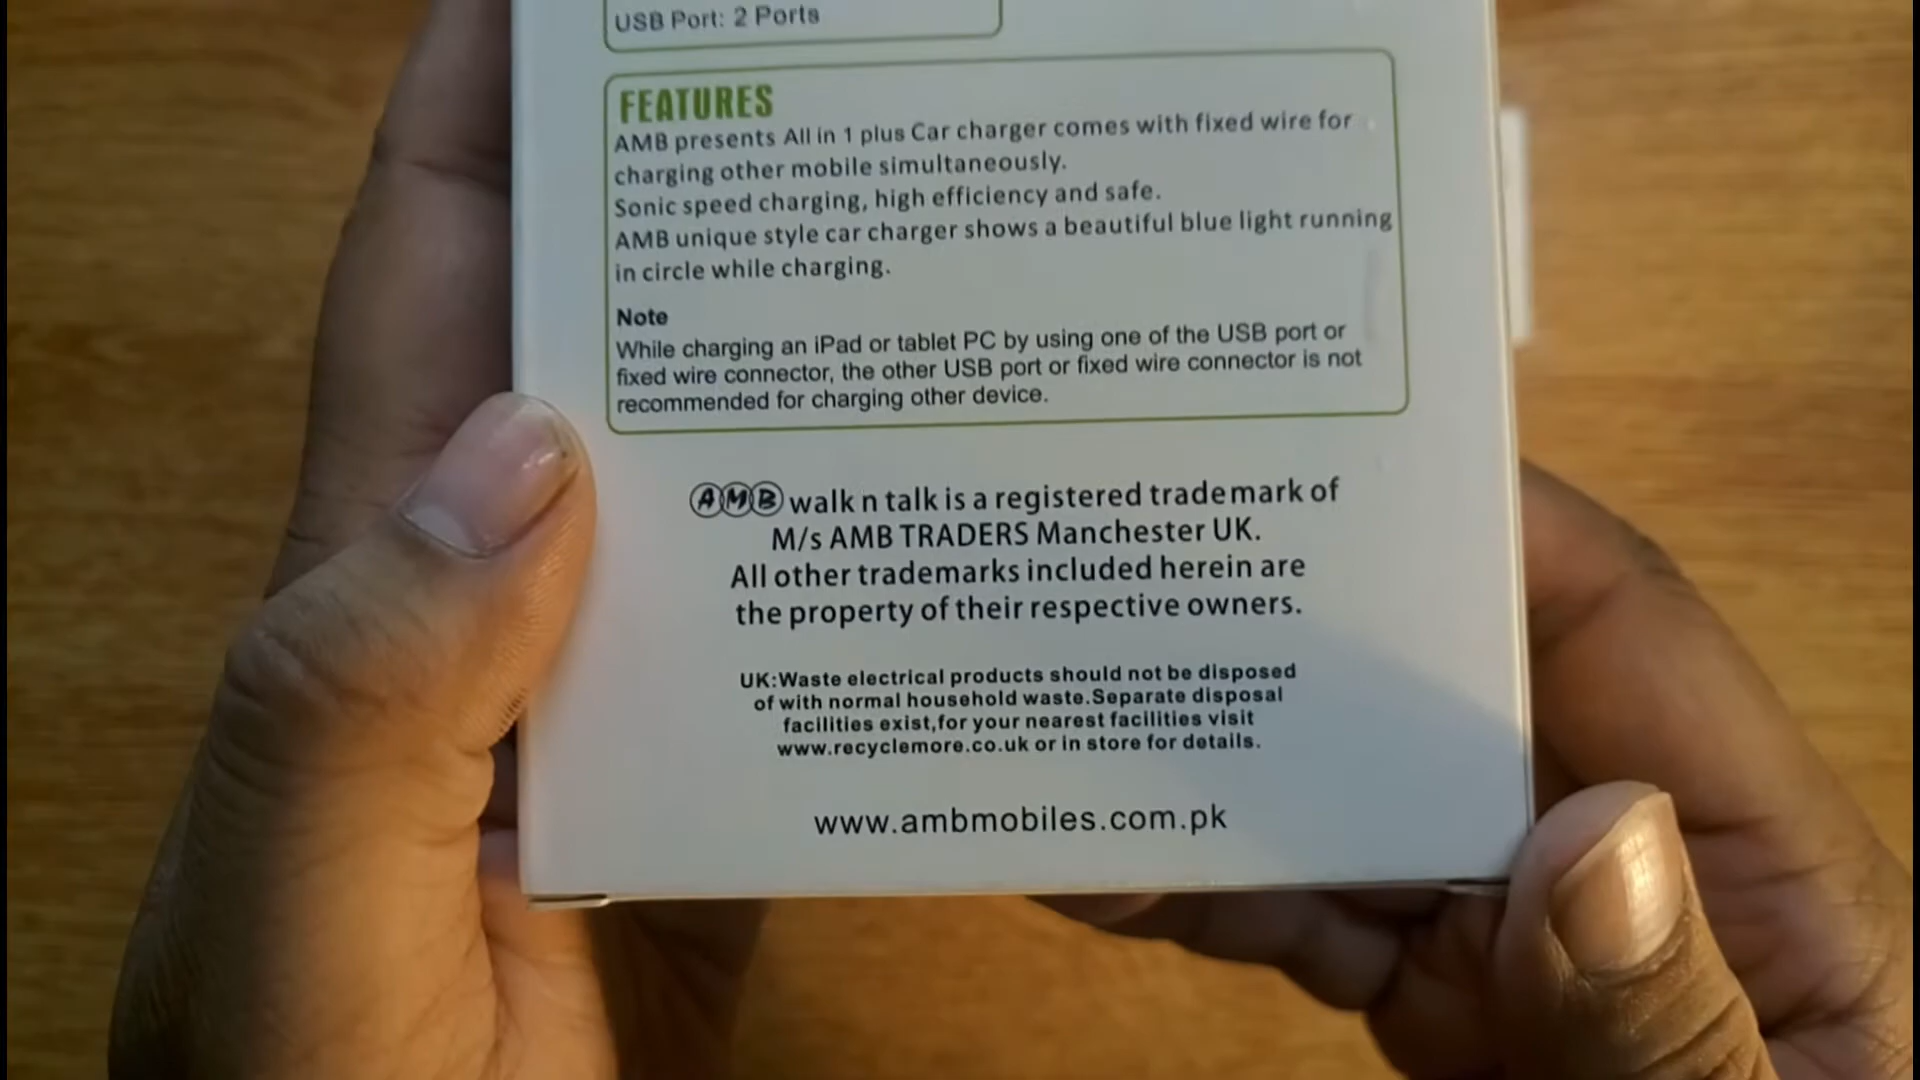 USB Port: 2 Ports
FEATURES
AMB presents All in 1 plus Car charger comes with fixed wire for
charging other mobile simultaneously.
Sonic speed charging, high efficiency and safe.
AMB unique style car charger shows a beautiful blue light running
in circle while charging.
Note
While charging an iPad or tablet PC by using one of the USB port or
fixed wire connector, the other USB port or fixed wire connector is not
recommended for charging other device.
AMB walk n talk is a registered trademark of
M/s AMB TRADERS Manchester UK.
All other trademarks included herein are
the property of their respective owners.
UK:Waste electrical products should not be disposed
of with normal household waste.Separate disposal
facilities exist,for your nearest facilities visit
www.recyclemore.co.uk or in store for details.
www.ambmobiles.com.pk